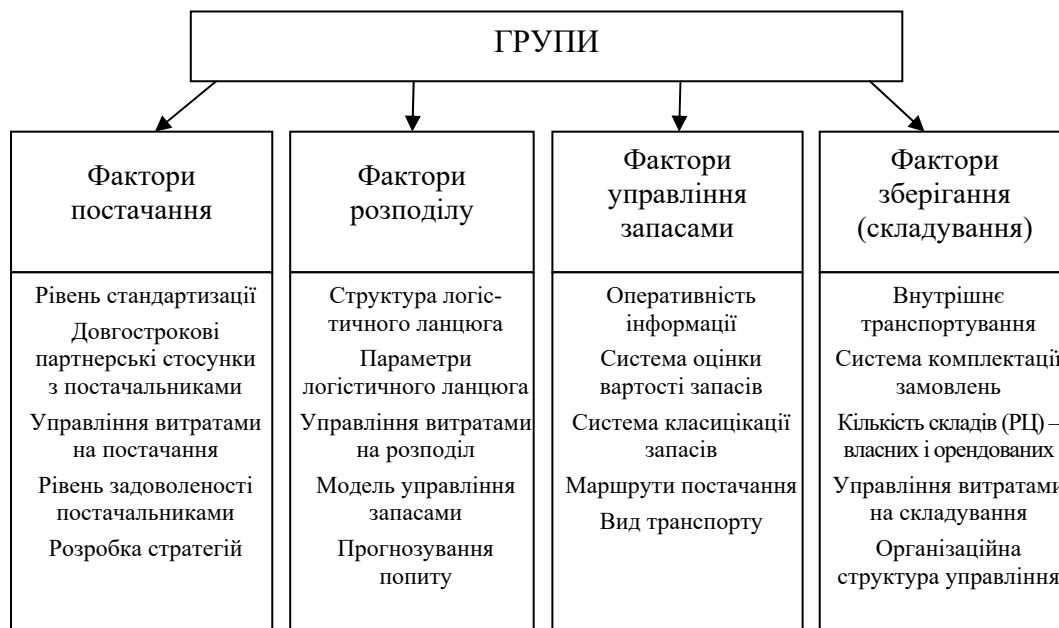 ГРУПИ
Фактори
постачання
Рівень стандартизації
Довгострокові
партнерські стосунки
з постачальниками
Управління витратами
на постачання
Рівень задоволеності
постачальниками
Розробка стратегій
Фактори
розподілу
Структура логіс-
тичного ланцюга
Параметри
логістичного ланцюга
Управління витратами
на розподіл
Модель управління
запасами
Прогнозування
попиту
Фактори
управління
запасами
Оперативність
інформації
Система оцінки
вартості запасів
Система класицікації
запасів
Маршрути постачання
Вид транспорту
Фактори
зберігання
(складування)
Внутрішнє
транспортування
Система комплектації
замовлень
Кількість складів (РЦ) –
власних і орендованих
Управління витратами
на складування
Організаційна
структура управління